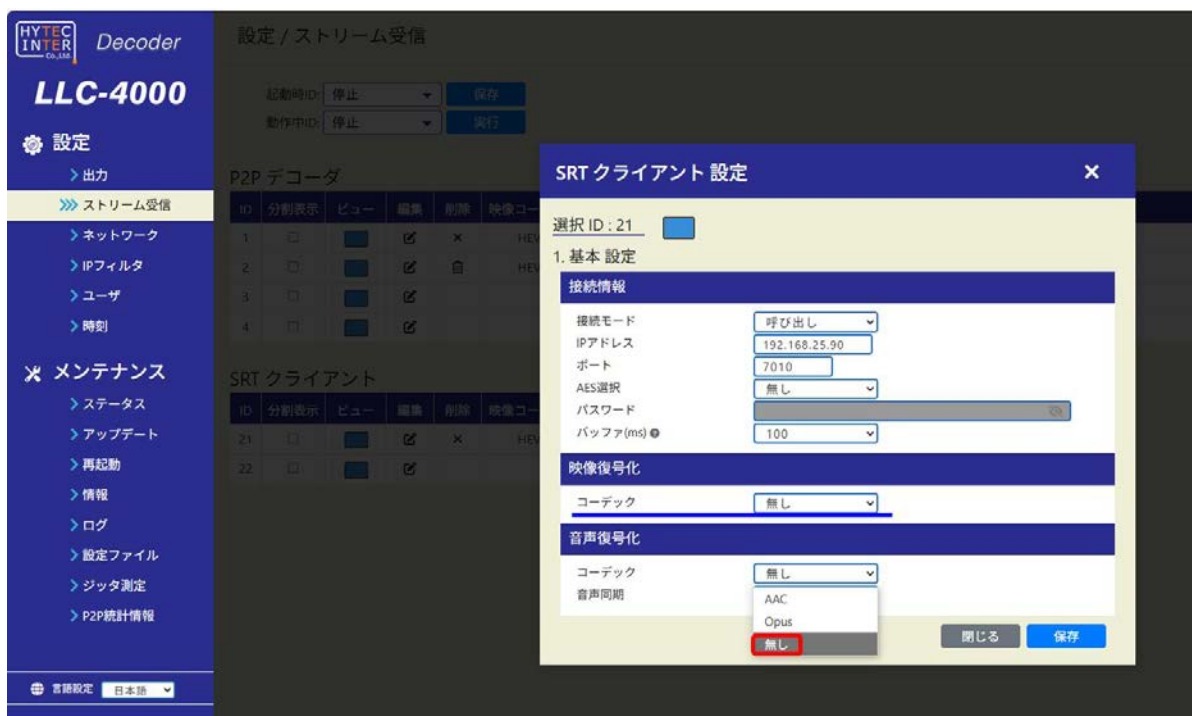 HYTEC
INTER
Co.,Ltd.
Decoder
LLC-4000
設定
出力
ストリーム受信
ネットワーク
IPフィルタ
ユーザ
時刻
メンテナンス
ステータス
アップデート
再起動
情報
ログ
設定ファイル
ジッタ測定
P2P統計情報
言語設定 日本語
設定 / ストリーム受信
起動時ID: 停止 保存
動作中ID: 停止 実行
P2P デコーダ
ID 分割表示 ビュー 編集 削除 映像コー
1 HEV
2 HEV
3
4
SRT クライアント
ID 分割表示 ビュー 編集 削除 映像コー
21 HEV
22
SRT クライアント 設定
選択 ID : 21
1. 基本 設定
接続情報
接続モード 呼び出し
IPアドレス 192.168.25.90
ポート 7010
AES選択 無し
パスワード
バッファ(ms) 100
映像復号化
コーデック 無し
音声復号化
コーデック 無し
音声同期
AAC
Opus
無し
閉じる 保存